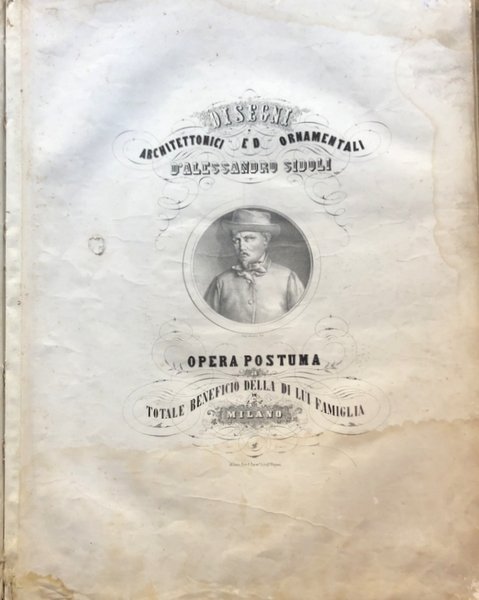 DISEGNI
ARCHITETTONICI ED ORNAMENTALI
D'ALESSANDRO SIDOLI
OPERA POSTUMA
A
TOTALE BENEFICIO DELLA DI LUI FAMIGLIA
MILANO